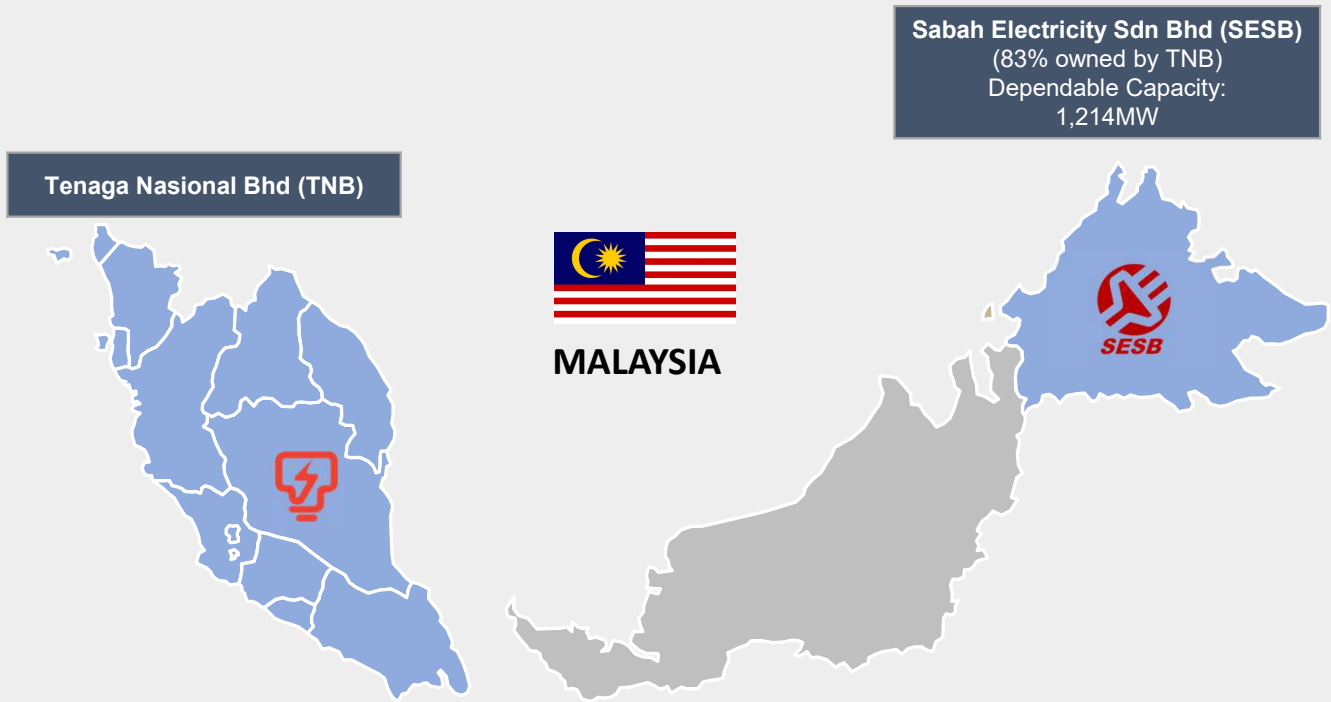 Sabah Electricity Sdn Bhd (SESB)
(83% owned by TNB)
Dependable Capacity:
1,214MW
Tenaga Nasional Bhd (TNB)
MALAYSIA
SESB